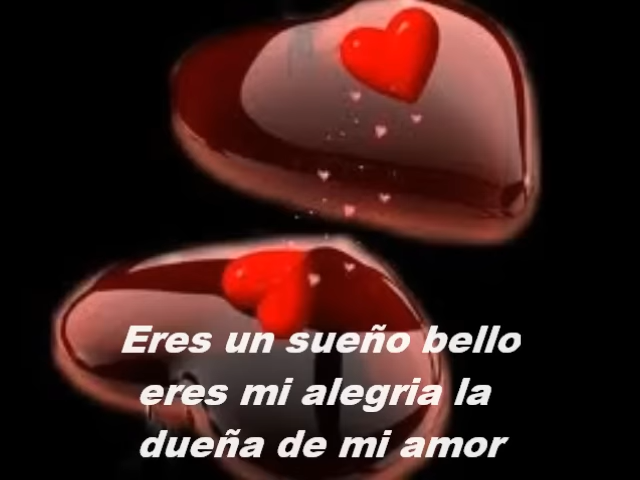 Eres un sueño bello
eres mi alegria la
dueña de mi amor